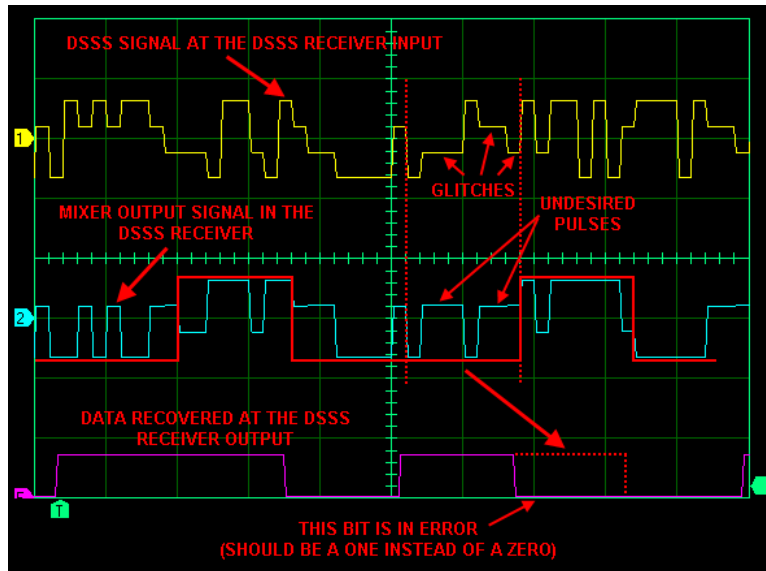 DSSS SIGNAL AT THE DSSS RECEIVER INPUT
1
GLITCHES
MIXER OUTPUT SIGNAL IN THE
DSSS RECEIVER
UNDESIRED
PULSES
2
DATA RECOVERED AT THE DSSS
RECEIVER OUTPUT
T
THIS BIT IS IN ERROR
(SHOULD BE A ONE INSTEAD OF A ZERO)